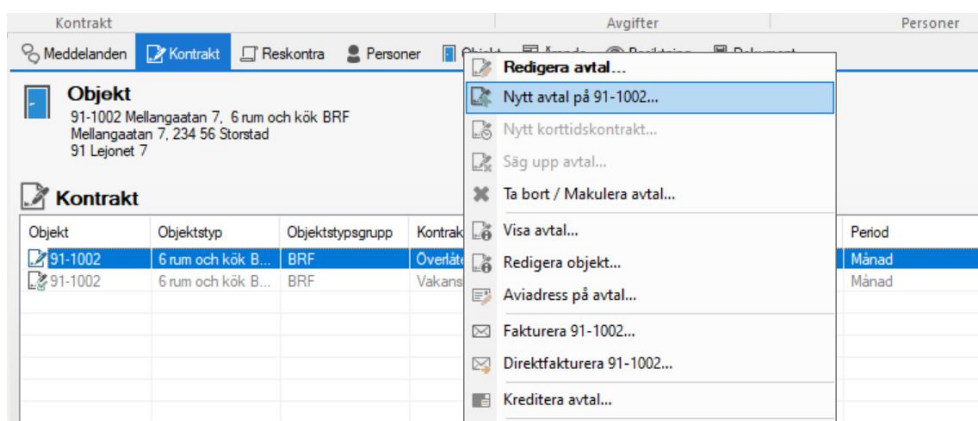 Kontrakt Avgifter Personer
Meddelanden Kontrakt Reskontra Personer
Objekt
91-1002 Mellangaatan 7, 6 rum och kök BRF
Mellangaatan 7, 234 56 Storstad
91 Lejonet 7
Kontrakt
Objekt Objektstyp Objektstypsgrupp Kontrak Period
91-1002 6 rum och kök B... BRF Överlåte Månad
91-1002 6 rum och kök B... BRF Vakans Månad
Redigera avtal...
Nytt avtal på 91-1002...
Nytt korttidskontrakt...
Säg upp avtal...
Ta bort / Makulera avtal...
Visa avtal...
Redigera objekt...
Aviadress på avtal...
Fakturera 91-1002...
Direktfakturera 91-1002...
Kreditera avtal...